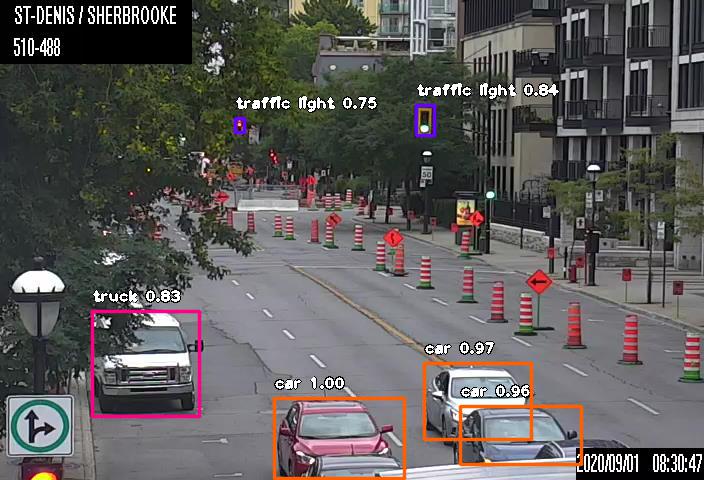 ST-DENIS / SHERBROOKE
510-488
traffic light 0.75
traffic light 0.84
50
truck 0.83
car 0.97
car 0.96
car 1.00
2020/09/01 08:30:47